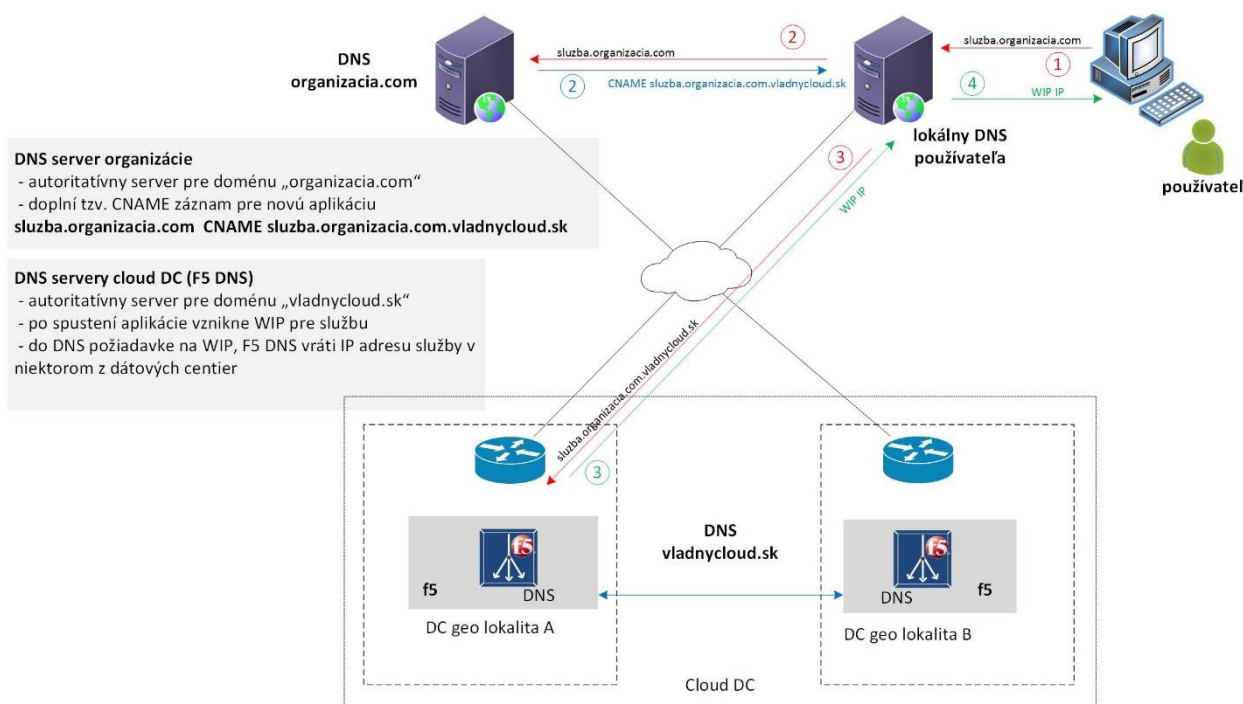 DNS
organizacia.com
sluzba.organizacia.com
2
2
CNAME sluzba.organizacia.com.vladnycloud.sk
sluzba.organizacia.com
1
4
WIP IP
lokálny DNS
používateľa
používatel
DNS server organizácie
- autoritatívny server pre doménu „organizacia.com“
- doplní tzv. CNAME záznam pre novú aplikáciu
sluzba.organizacia.com CNAME sluzba.organizacia.com.vladnycloud.sk
3
WIP IP
DNS servery cloud DC (F5 DNS)
- autoritatívny server pre doménu „vladnycloud.sk“
- po spustení aplikácie vznikne WIP pre službu
- do DNS požiadavke na WIP, F5 DNS vráti IP adresu služby v
niektorom z dátových centier
sluzba.organizacia.com.vladnycloud.sk
3
DNS
vladnycloud.sk
f5
f5
DNS
f5
DNS
f5
DC geo lokalita A
DC geo lokalita B
Cloud DC